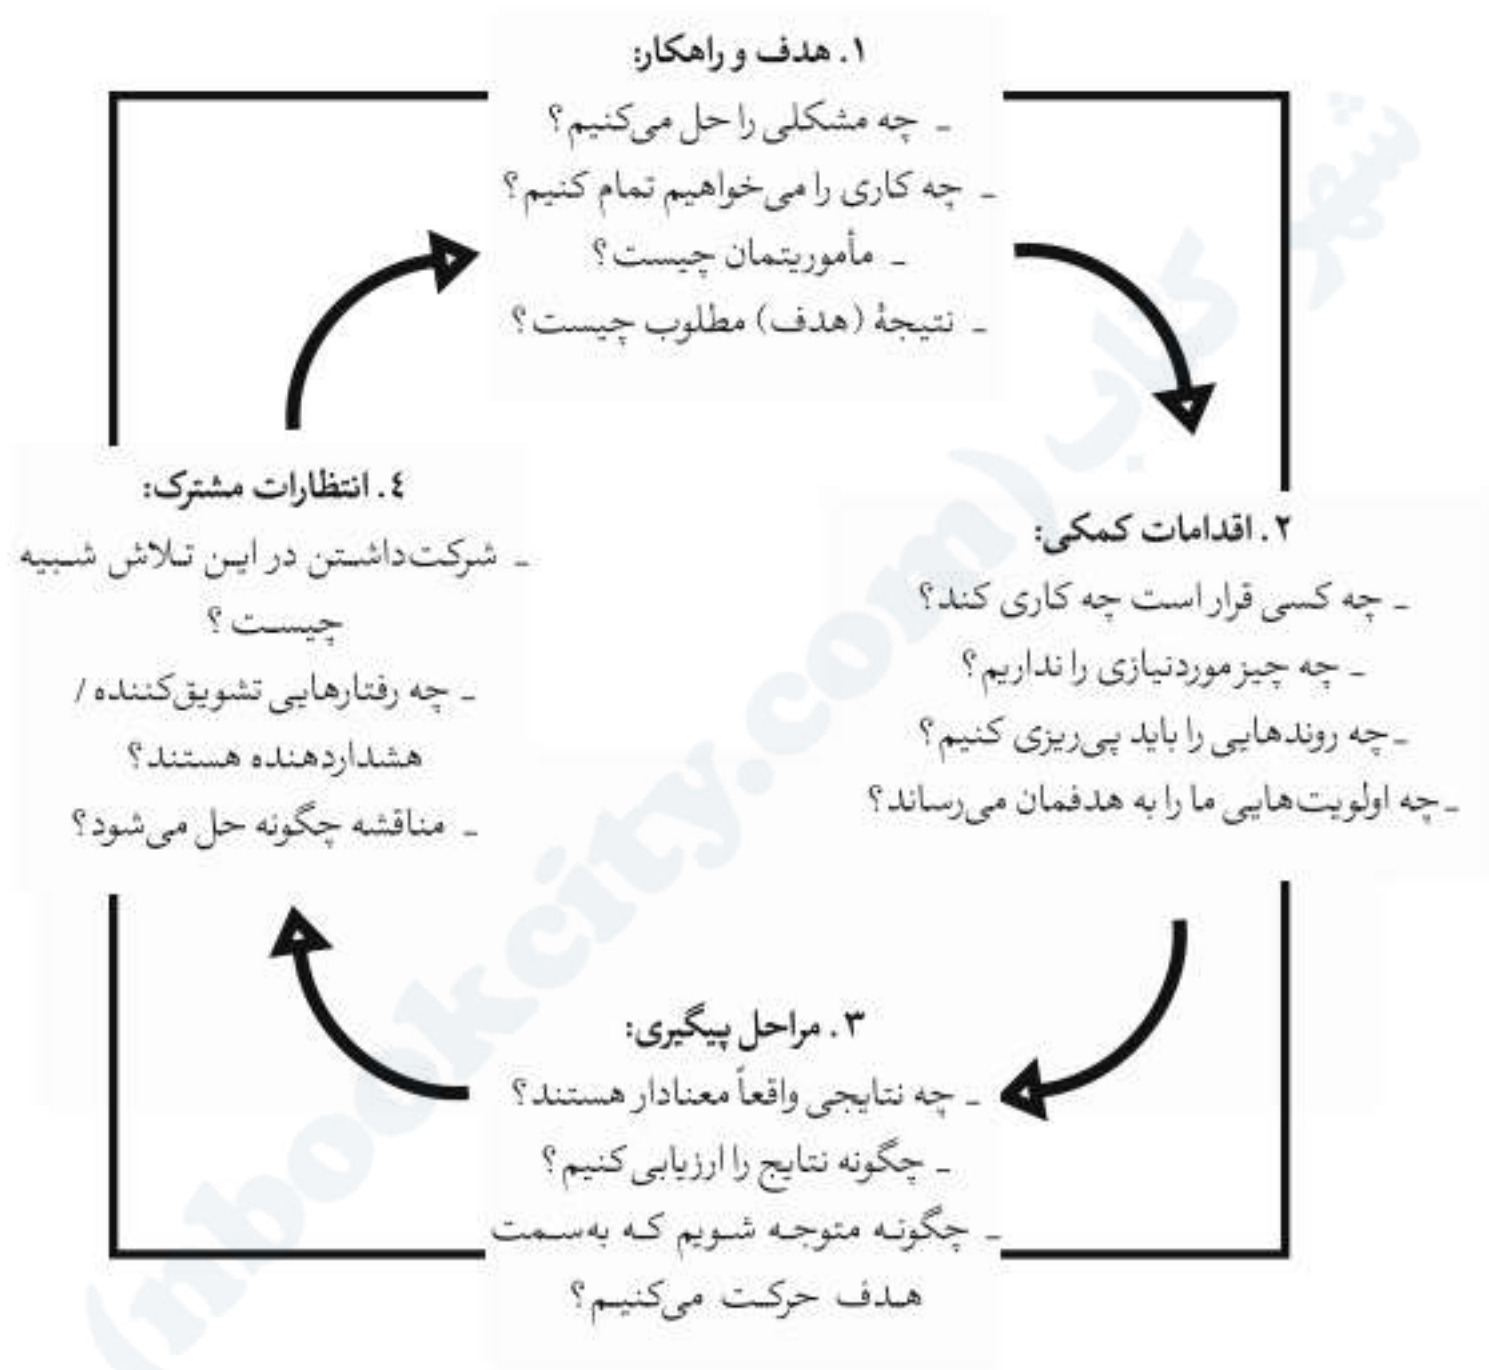 ۱. هدف و راهکار:
- چه مشکلی را حل می‌کنیم؟
- چه کاری را می‌خواهیم تمام کنیم؟
- مأموریتمان چیست؟
- نتیجهٔ (هدف) مطلوب چیست؟
۲. اقدامات کمکی:
- چه کسی قرار است چه کاری کند؟
- چه چیز موردنیازی را نداریم؟
- چه روندهایی را باید پی‌ریزی کنیم؟
- چه اولویت‌هایی ما را به هدفمان می‌رساند؟
۳. مراحل پیگیری:
- چه نتایجی واقعاً معنادار هستند؟
- چگونه نتایج را ارزیابی کنیم؟
- چگونه متوجه شویم که به‌سمت
هدف حرکت می‌کنیم؟
٤. انتظارات مشترک:
- شرکت‌داشتن در این تلاش شبیه
چیست؟
- چه رفتارهایی تشویق‌کننده /
هشداردهنده هستند؟
- مناقشه چگونه حل می‌شود؟
شهر کتاب (nbookcity.com)